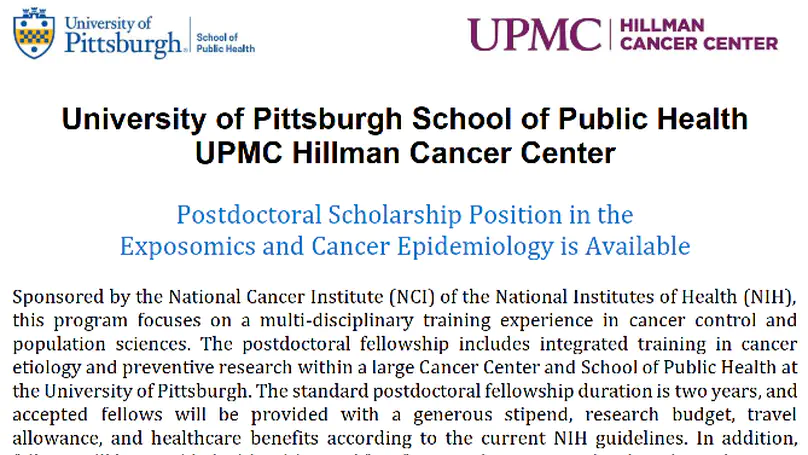 University of
Pittsburgh
School of
Public Health
UPMC
HILLMAN
CANCER CENTER
University of Pittsburgh School of Public Health
UPMC Hillman Cancer Center
Postdoctoral Scholarship Position in the
Exposomics and Cancer Epidemiology is Available
Sponsored by the National Cancer Institute (NCI) of the National Institutes of Health (NIH),
this program focuses on a multi-disciplinary training experience in cancer control and
population sciences. The postdoctoral fellowship includes integrated training in cancer
etiology and preventive research within a large Cancer Center and School of Public Health at
the University of Pittsburgh. The standard postdoctoral fellowship duration is two years, and
accepted fellows will be provided with a generous stipend, research budget, travel
allowance, and healthcare benefits according to the current NIH guidelines. In addition,